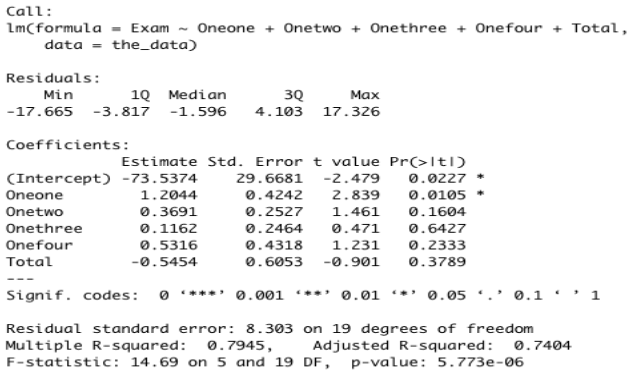 Call:
lm(formula = Exam ~ Oneone + Onetwo + Onethree + Onefour + Total,
    data = the_data)

Residuals:
    Min      1Q  Median      3Q     Max
-17.665  -3.817  -1.596   4.103  17.326

Coefficients:
            Estimate Std. Error t value Pr(>|t|)
(Intercept) -73.5374    29.6681  -2.479   0.0227 *
Oneone        1.2044     0.4242   2.839   0.0105 *
Onetwo        0.3691     0.2527   1.461   0.1604
Onethree      0.1162     0.2464   0.471   0.6427
Onefour       0.5316     0.4318   1.231   0.2333
Total        -0.5454     0.6053  -0.901   0.3789
---
Signif. codes:  0 ‘***’ 0.001 ‘**’ 0.01 ‘*’ 0.05 ‘.’ 0.1 ‘ ’ 1

Residual standard error: 8.303 on 19 degrees of freedom
Multiple R-squared:  0.7945,    Adjusted R-squared:  0.7404
F-statistic: 14.69 on 5 and 19 DF,  p-value: 5.773e-06